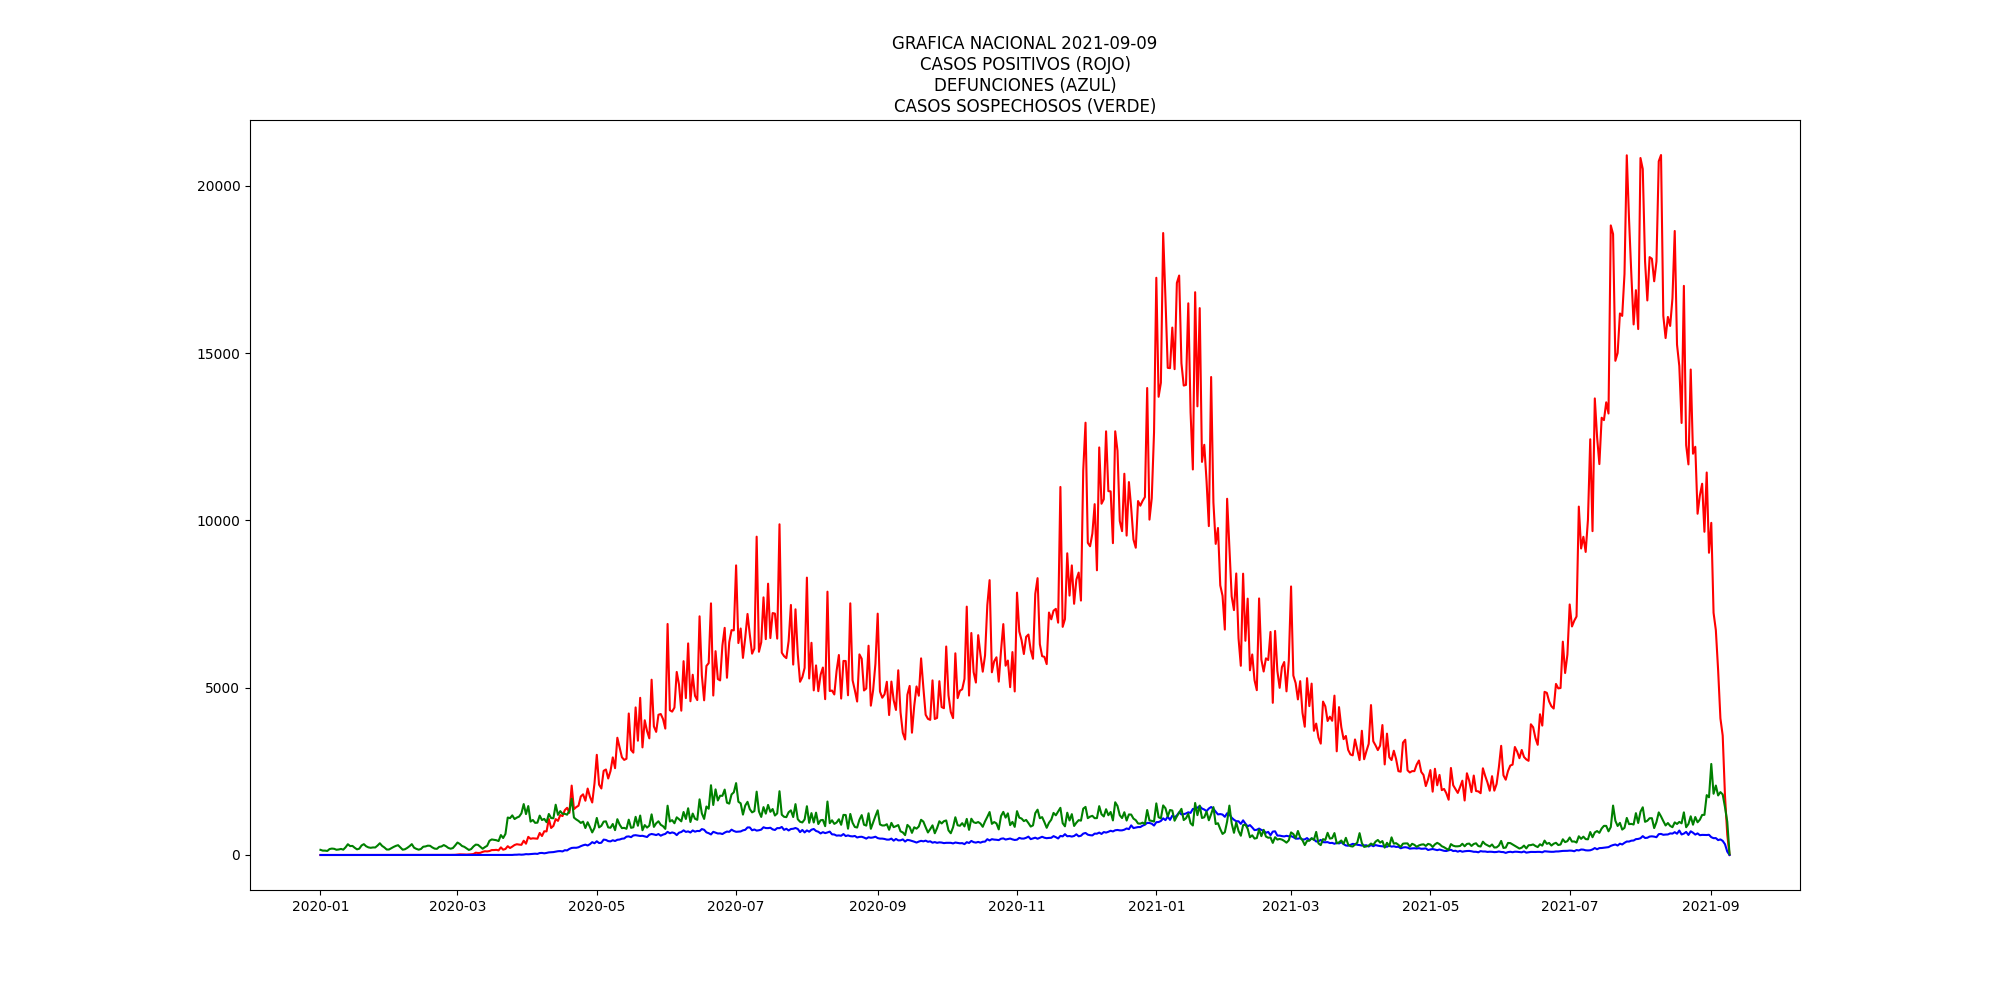 GRAFICA NACIONAL 2021-09-09
CASOS POSITIVOS (ROJO)
DEFUNCIONES (AZUL)
CASOS SOSPECHOSOS (VERDE)
20000
15000
10000
5000
0
2020-01 2020-03 2020-05 2020-07 2020-09 2020-11 2021-01 2021-03 2021-05 2021-07 2021-09